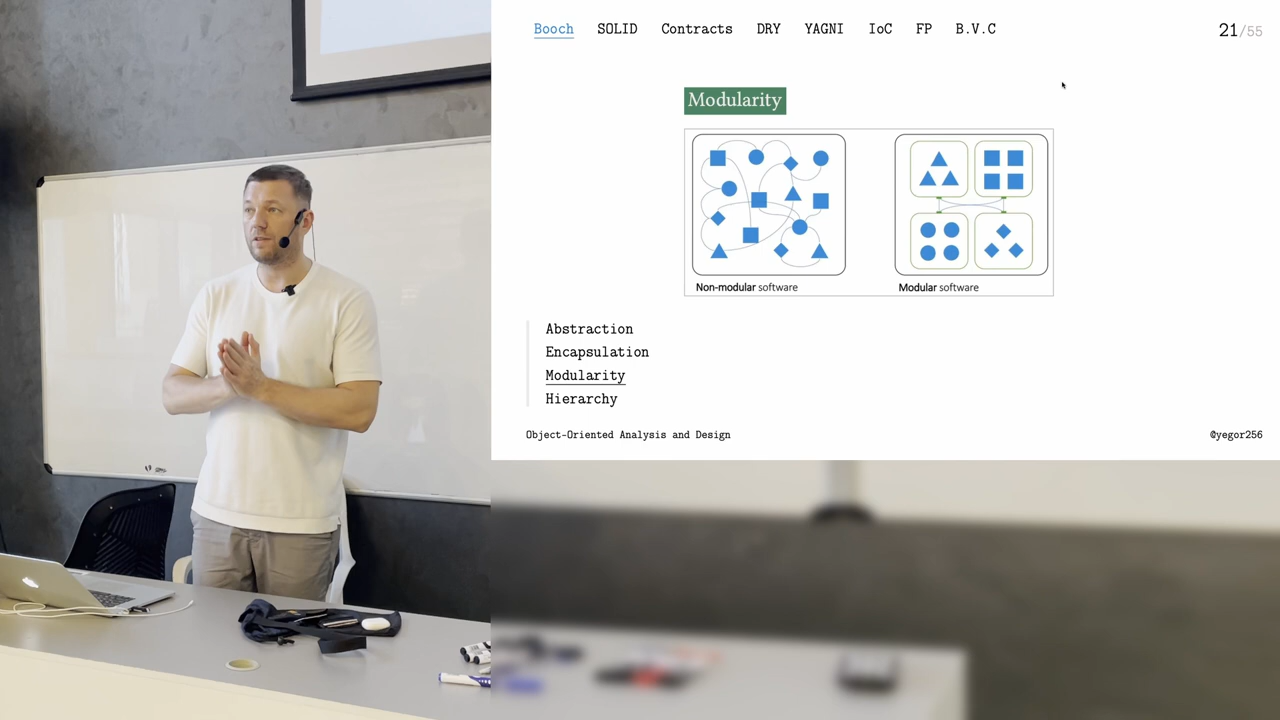 Booch SOLID Contracts DRY YAGNI IoC FP B.V.C 21/55
Modularity
Non-modular software Modular software
Abstraction
Encapsulation
Modularity
Hierarchy
Object-Oriented Analysis and Design @yegor256